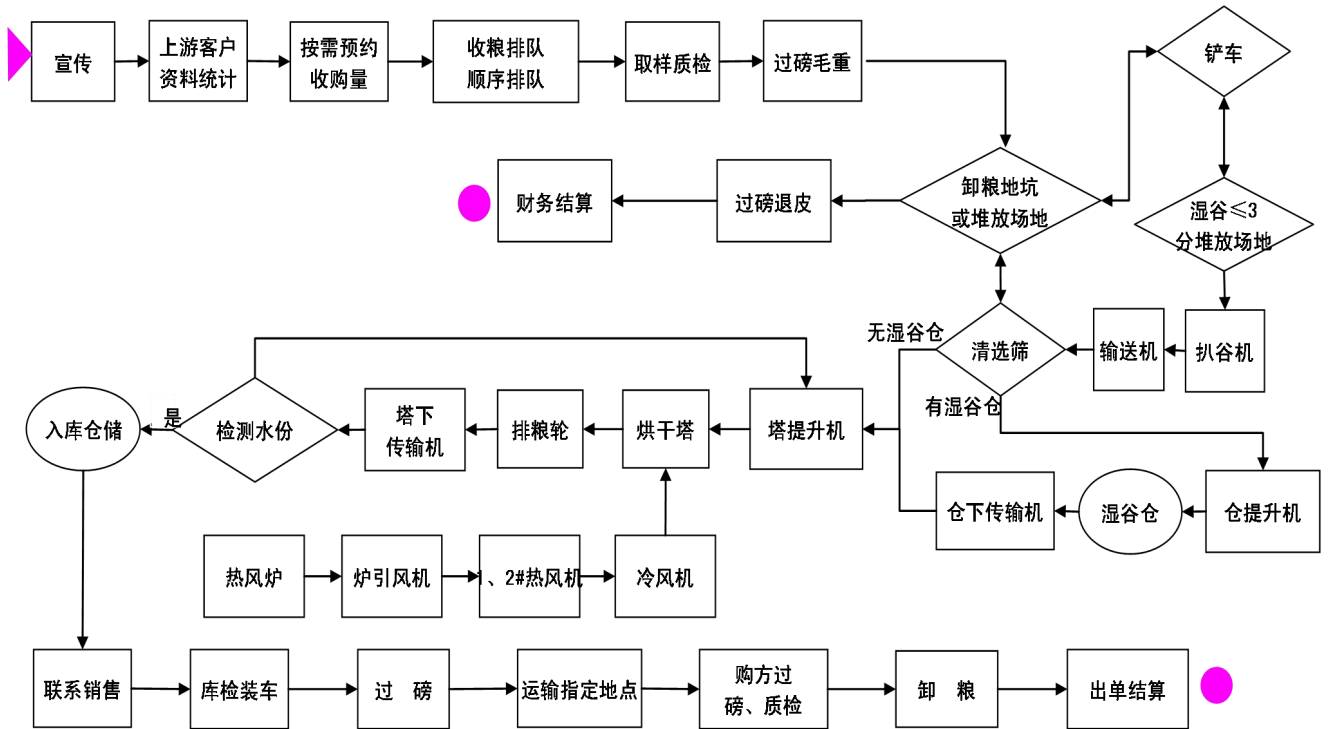 宣传
上游客户
资料统计
按需预约
收购量
收粮排队
顺序排队
取样质检
过磅毛重
铲车
财务结算
过磅退皮
卸粮地坑
或堆放场地
湿谷≤3
分堆放场地
无湿谷仓
清选筛
输送机
扒谷机
有湿谷仓
入库仓储
是
检测水份
塔下
传输机
排粮轮
烘干塔
塔提升机
仓下传输机
湿谷仓
仓提升机
热风炉
炉引风机
1、2#热风机
冷风机
联系销售
库检装车
过 磅
运输指定地点
购方过
磅、质检
卸 粮
出单结算